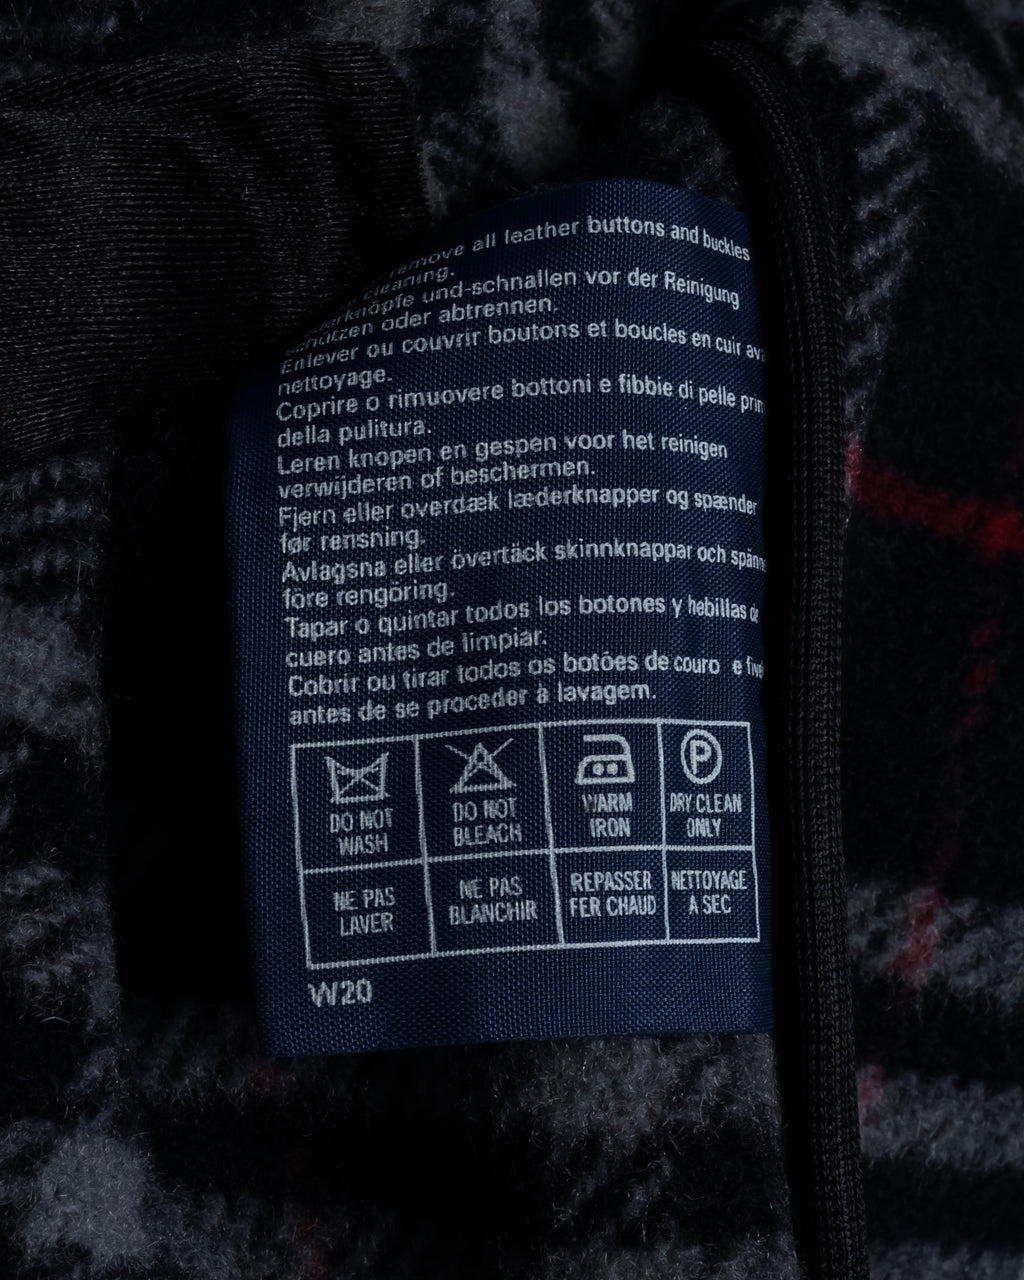 remove all leather buttons and buckles
cleaning.
und-schnallen vor der Reinigung
oder abtrennen.
Enlever ou couvrir boutons et boucles en cuir
nettoyage.
Coprire o rimuovere bottoni e fibbie di pelle
della pulitura.
Leren knopen en gespen voor het reinigen
verwijderen of beschermen.
Fjern eller overdæk læderknapper og spænder
før rensning.
Avlagsna eller övertäck skinnknappar och
före rengöring.
Tapar o quintar todos los botones y hebillas de
cuero antes de limpiar.
Cobrir ou tirar todos os botões de couro e
antes de se proceder à lavagem.
P
DO NOT WASH
DO NOT BLEACH
WARM IRON
DRY CLEAN ONLY
NE PAS LAVER
NE PAS BLANCHIR
REPASSER FER CHAUD
NETTOYAGE A SEC
W20